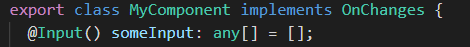 export class MyComponent implements OnChanges {
  @Input() someInput: any[] = [];